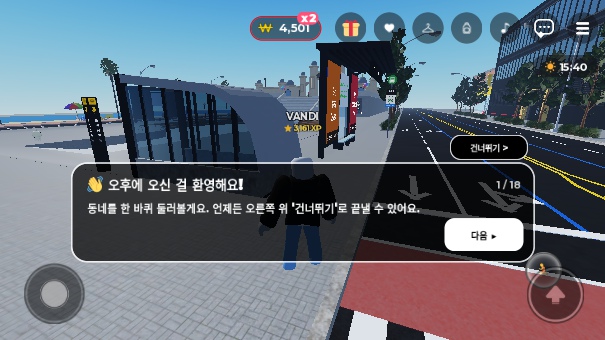 x2
₩ 4,501
15:40
VANDI
★ 3161 XP
건너뛰기 >
👋 오후에 오신 걸 환영해요!
1 / 18
동네를 한 바퀴 둘러볼게요. 언제든 오른쪽 위 '건너뛰기'로 끝낼 수 있어요.
다음 ▸